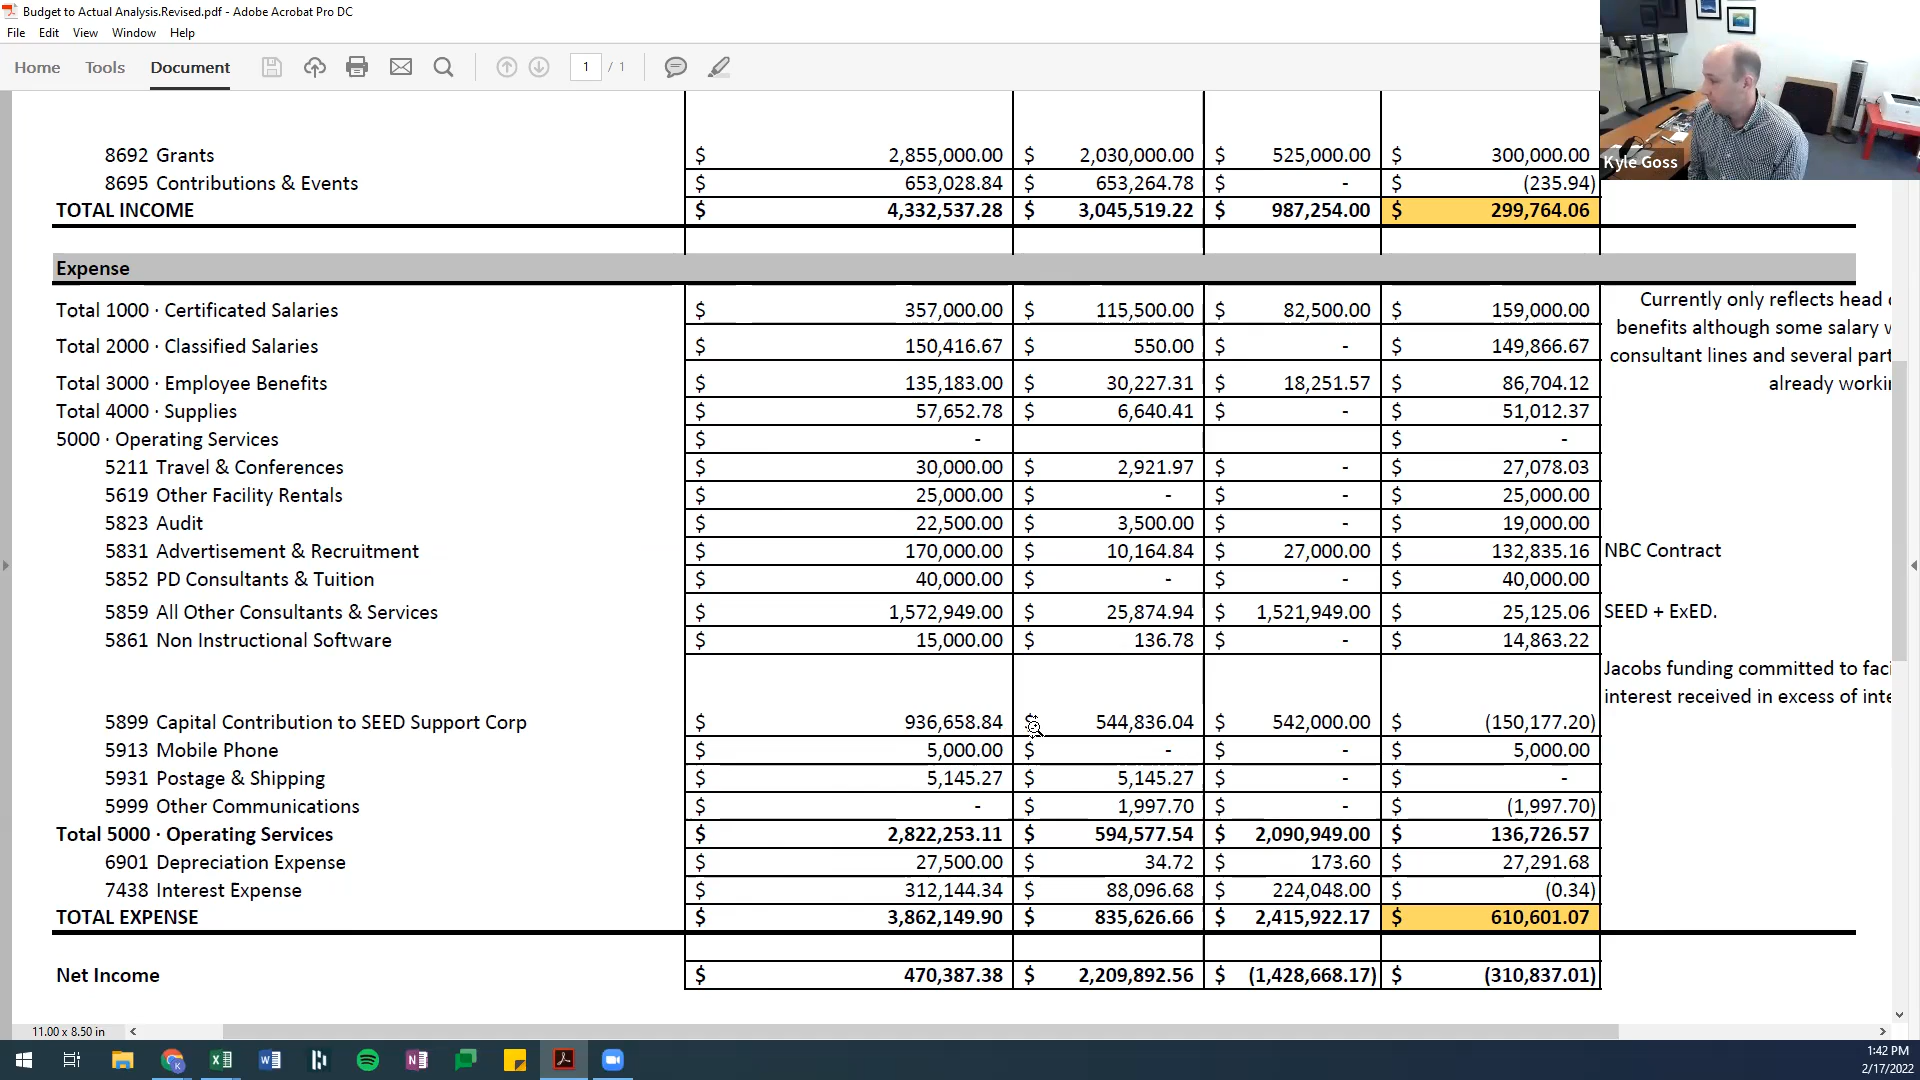 Budget to Actual Analysis.Revised.pdf - Adobe Acrobat Pro DC
File Edit View Window Help
Home Tools Document 1 / 1
Kyle Goss
8692 Grants $ 2,855,000.00 $ 2,030,000.00 $ 525,000.00 $ 300,000.00
8695 Contributions & Events $ 653,028.84 $ 653,264.78 $ - $ (235.94)
TOTAL INCOME $ 4,332,537.28 $ 3,045,519.22 $ 987,254.00 $ 299,764.06
Expense
Total 1000 · Certificated Salaries $ 357,000.00 $ 115,500.00 $ 82,500.00 $ 159,000.00
Currently only reflects head
benefits although some salary
Total 2000 · Classified Salaries $ 150,416.67 $ 550.00 $ - $ 149,866.67
consultant lines and several part
Total 3000 · Employee Benefits $ 135,183.00 $ 30,227.31 $ 18,251.57 $ 86,704.12
already worki
Total 4000 · Supplies $ 57,652.78 $ 6,640.41 $ - $ 51,012.37
5000 · Operating Services $ - $ -
5211 Travel & Conferences $ 30,000.00 $ 2,921.97 $ - $ 27,078.03
5619 Other Facility Rentals $ 25,000.00 $ - $ - $ 25,000.00
5823 Audit $ 22,500.00 $ 3,500.00 $ - $ 19,000.00
5831 Advertisement & Recruitment $ 170,000.00 $ 10,164.84 $ 27,000.00 $ 132,835.16 NBC Contract
5852 PD Consultants & Tuition $ 40,000.00 $ - $ - $ 40,000.00
5859 All Other Consultants & Services $ 1,572,949.00 $ 25,874.94 $ 1,521,949.00 $ 25,125.06 SEED + ExED.
5861 Non Instructional Software $ 15,000.00 $ 136.78 $ - $ 14,863.22
Jacobs funding committed to faci
interest received in excess of inte
5899 Capital Contribution to SEED Support Corp $ 936,658.84 $ 544,836.04 $ 542,000.00 $ (150,177.20)
5913 Mobile Phone $ 5,000.00 $ - $ - $ 5,000.00
5931 Postage & Shipping $ 5,145.27 $ 5,145.27 $ - $ -
5999 Other Communications $ - $ 1,997.70 $ - $ (1,997.70)
Total 5000 · Operating Services $ 2,822,253.11 $ 594,577.54 $ 2,090,949.00 $ 136,726.57
6901 Depreciation Expense $ 27,500.00 $ 34.72 $ 173.60 $ 27,291.68
7438 Interest Expense $ 312,144.34 $ 88,096.68 $ 224,048.00 $ (0.34)
TOTAL EXPENSE $ 3,862,149.90 $ 835,626.66 $ 2,415,922.17 $ 610,601.07
Net Income $ 470,387.38 $ 2,209,892.56 $ (1,428,668.17) $ (310,837.01)
11.00 x 8.50 in
1:42 PM
2/17/2022